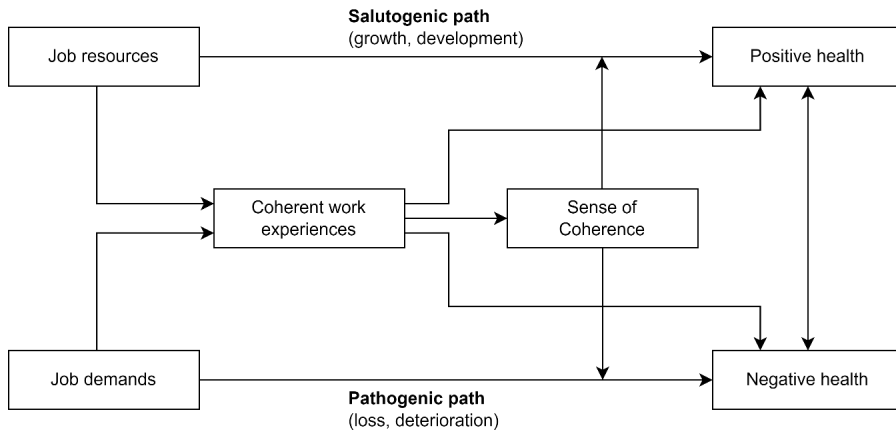 Salutogenic path
(growth, development)
Job resources
Positive health
Coherent work
experiences
Sense of
Coherence
Job demands
Negative health
Pathogenic path
(loss, deterioration)